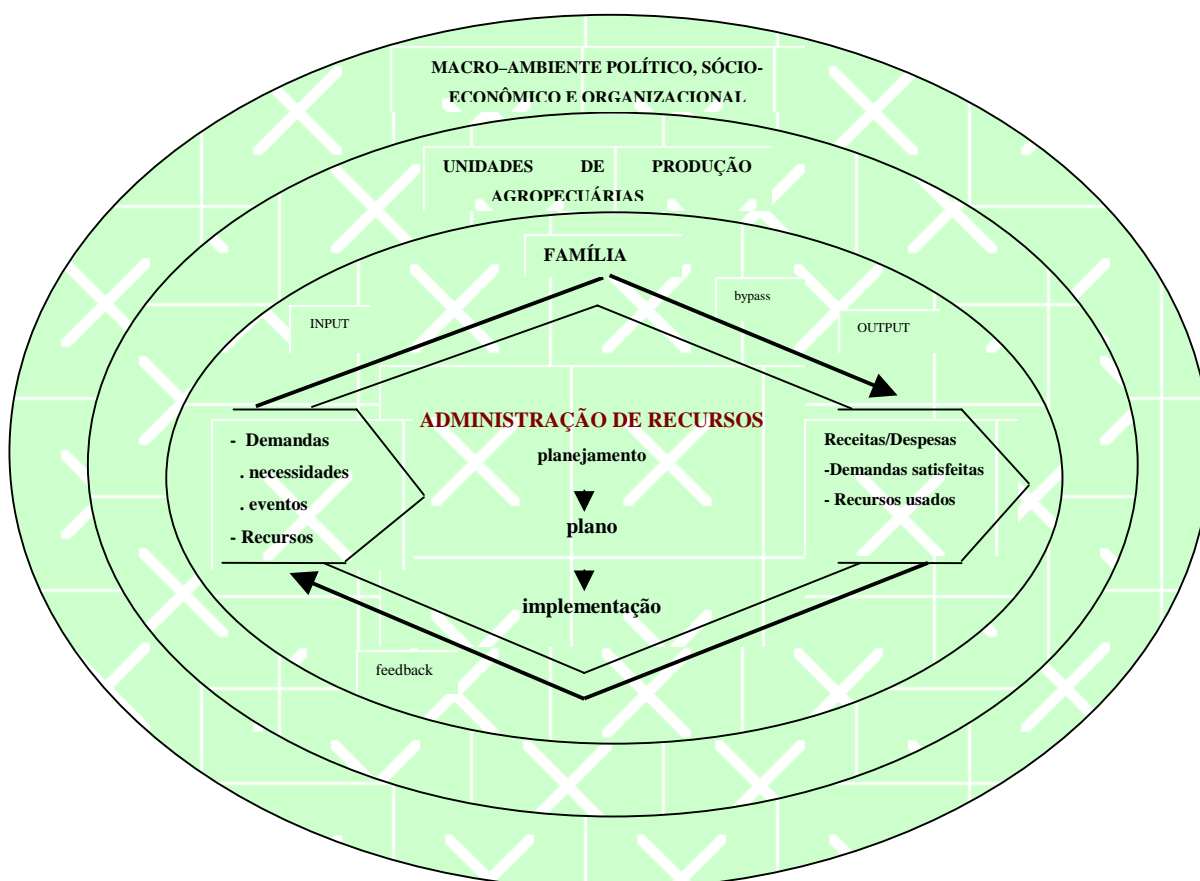 MACRO–AMBIENTE POLÍTICO, SÓCIO-
ECONÔMICO E ORGANIZACIONAL
UNIDADES DE PRODUÇÃO
AGROPECUÁRIAS
FAMÍLIA
bypass
INPUT
OUTPUT
ADMINISTRAÇÃO DE RECURSOS
planejamento
plano
implementação
- Demandas
. necessidades
. eventos
- Recursos
Receitas/Despesas
-Demandas satisfeitas
- Recursos usados
feedback